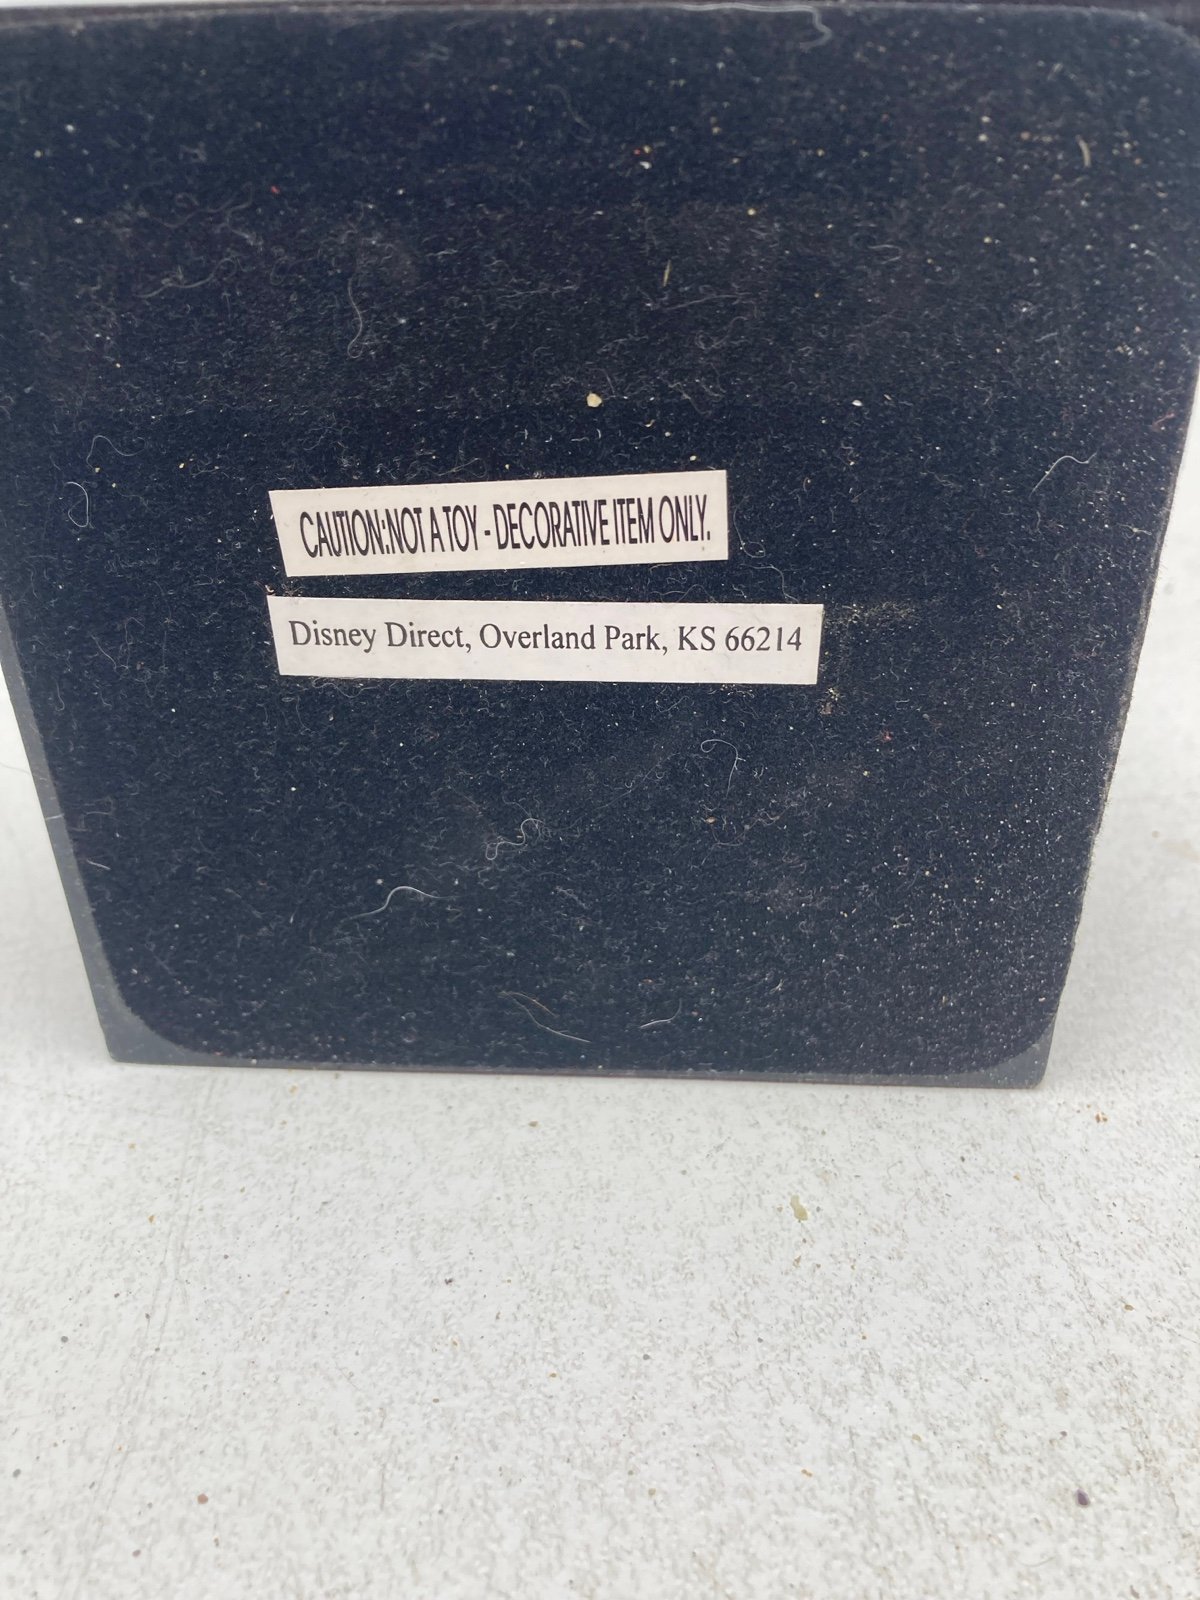 CAUTION:NOT A TOY - DECORATIVE ITEM ONLY.
Disney Direct, Overland Park, KS 66214